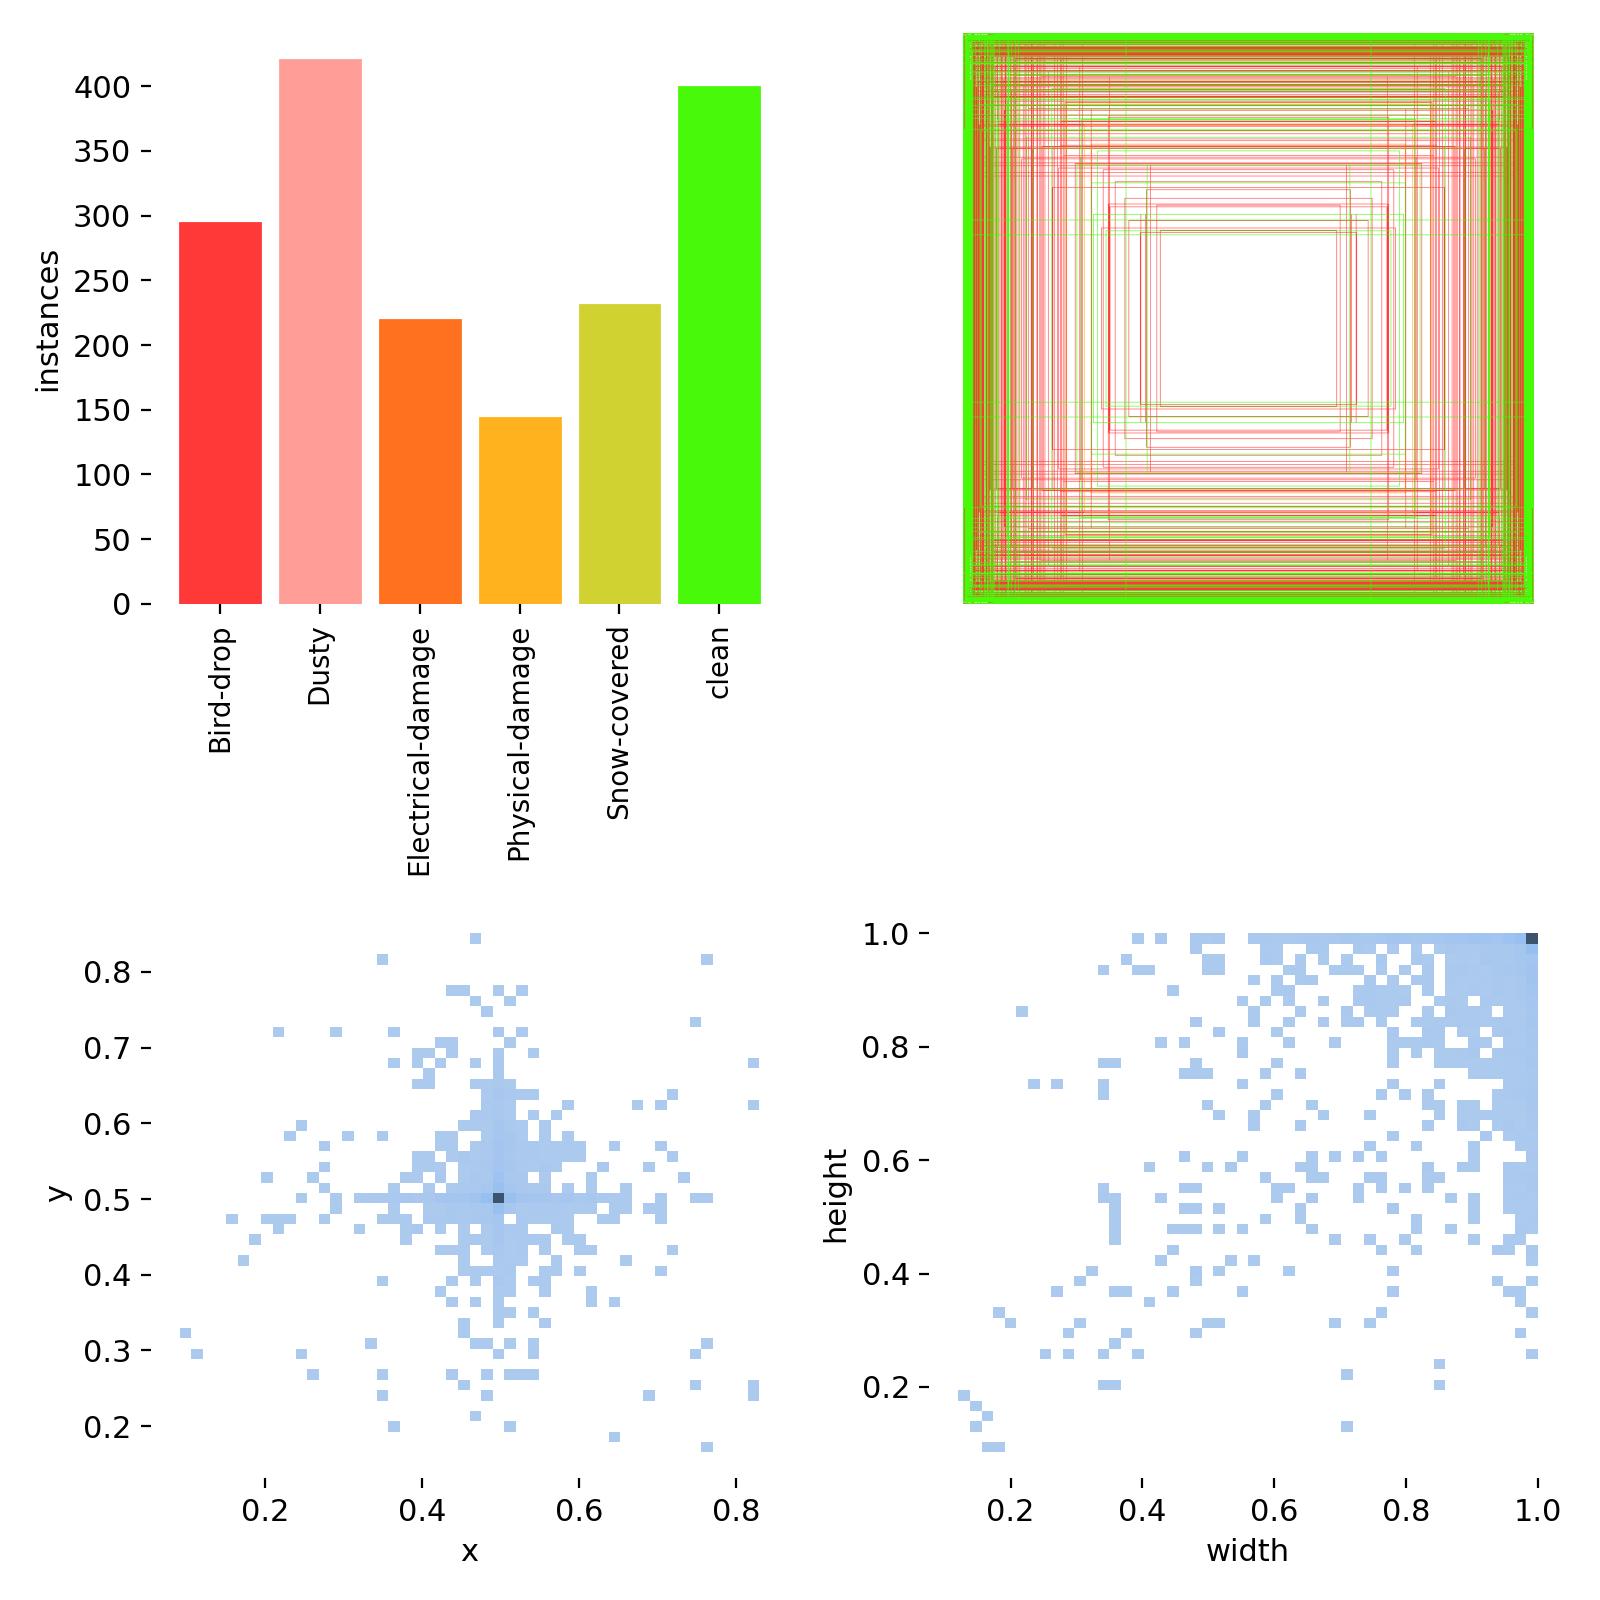 instances
400
350
300
250
200
150
100
50
0
Bird-drop
Dusty
Electrical-damage
Physical-damage
Snow-covered
clean
y
0.8
0.7
0.6
0.5
0.4
0.3
0.2
0.2 0.4 0.6 0.8
x
height
1.0
0.8
0.6
0.4
0.2
0.2 0.4 0.6 0.8 1.0
width